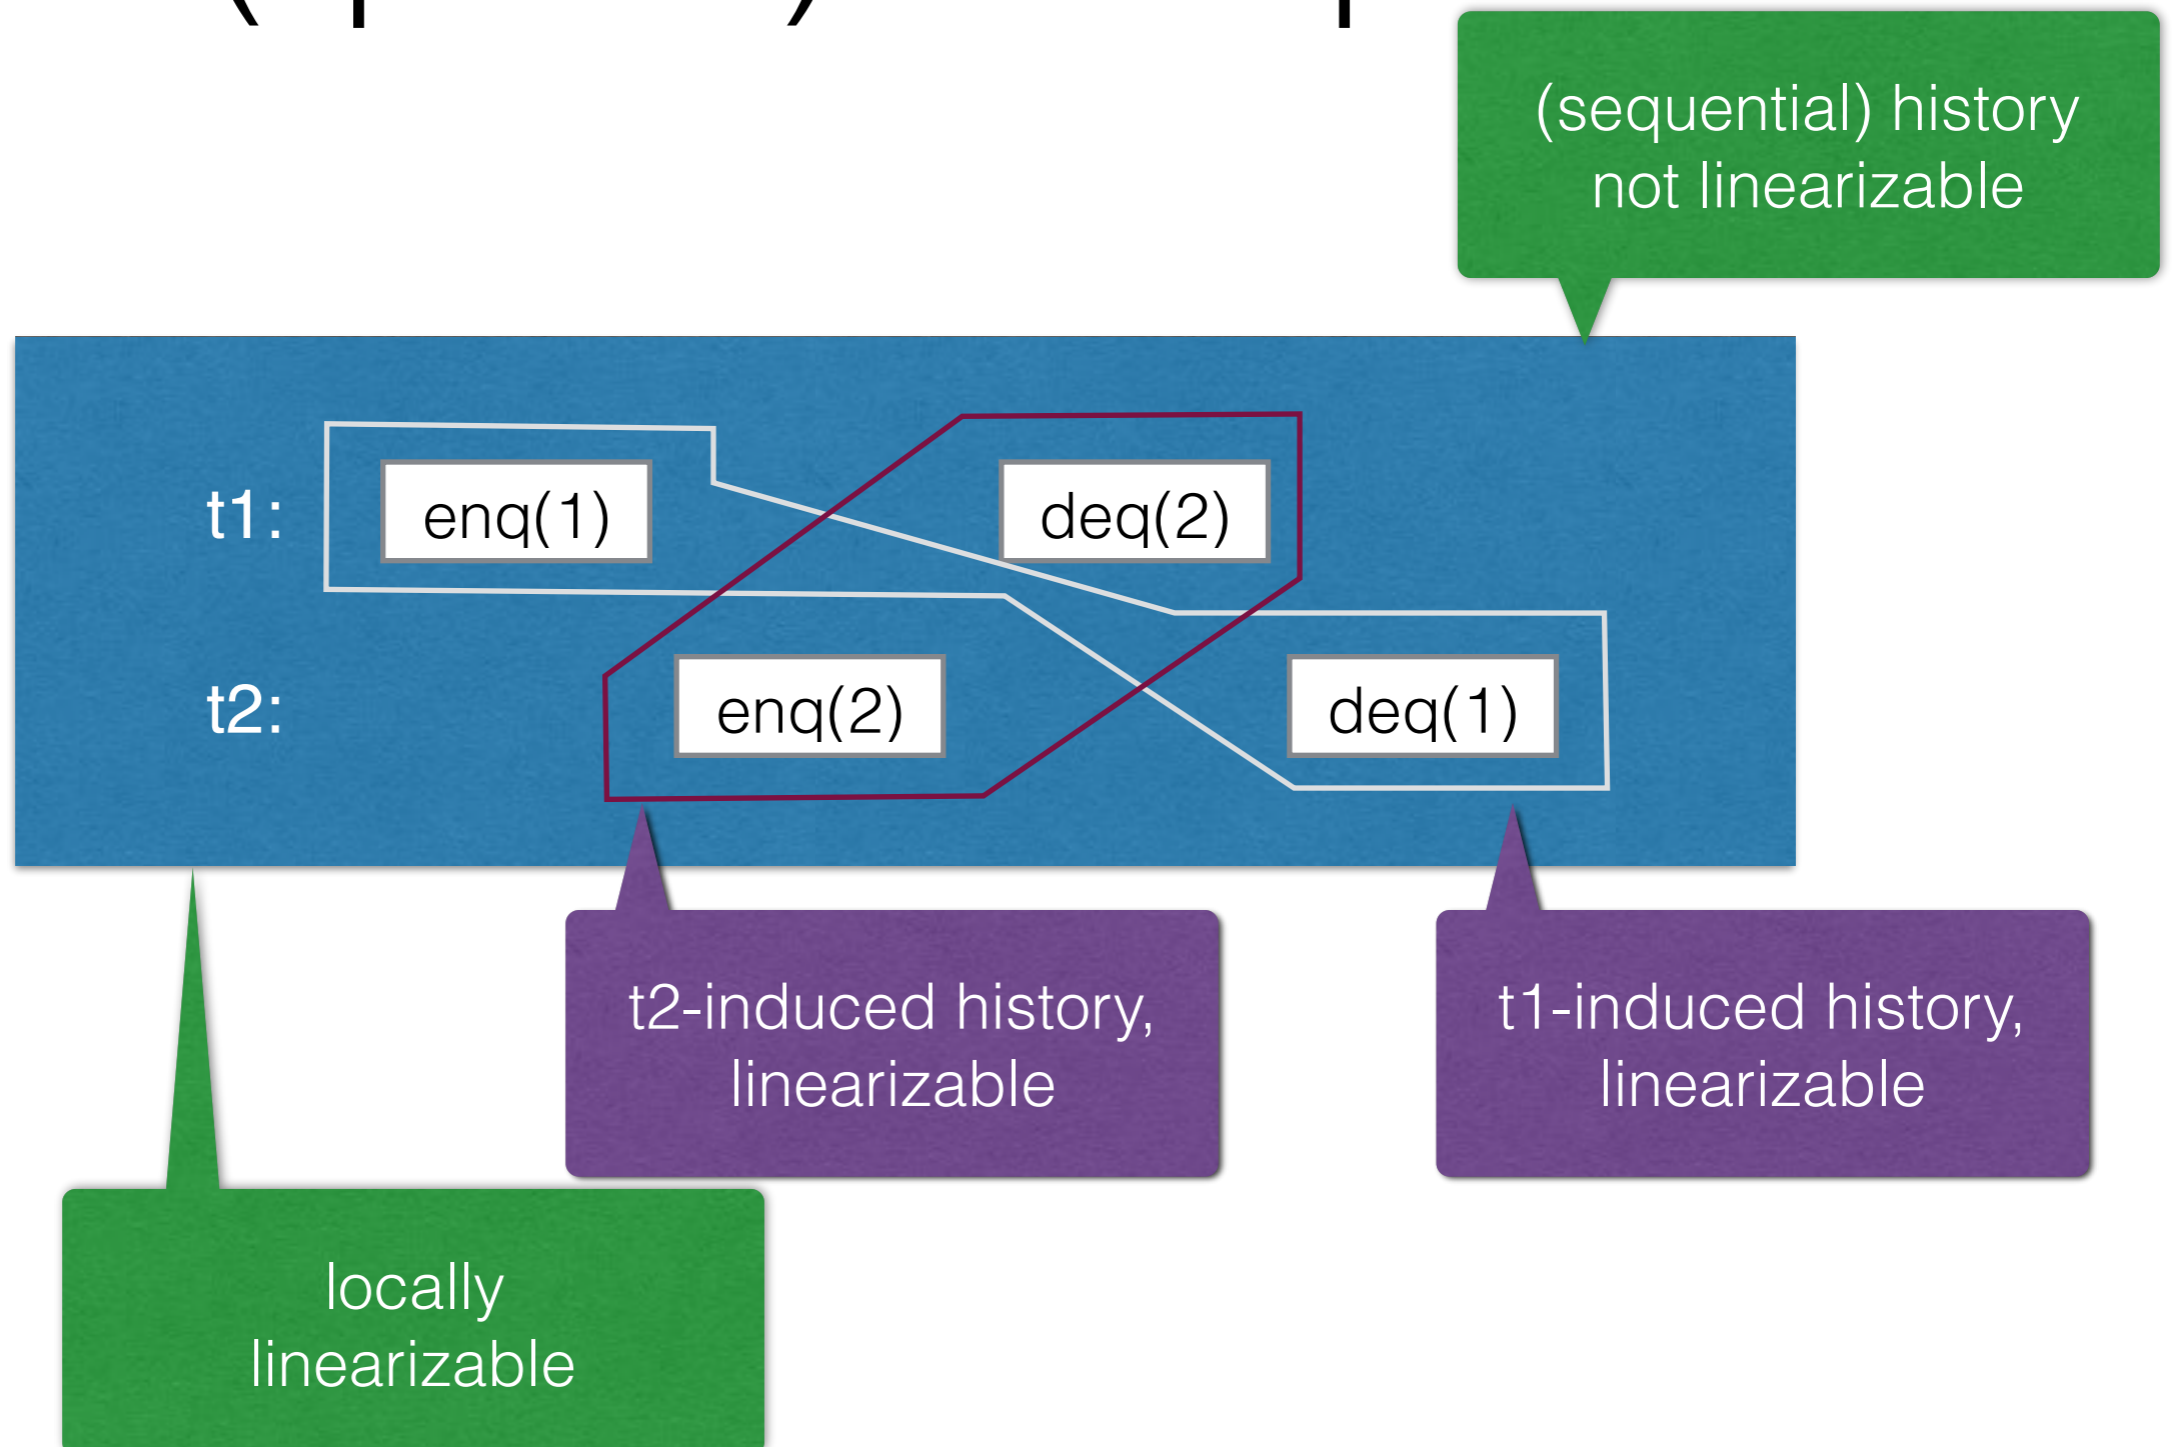 (sequential) history
not linearizable
t1:
enq(1)
deq(2)
t2:
enq(2)
deq(1)
t2-induced history,
linearizable
t1-induced history,
linearizable
locally
linearizable